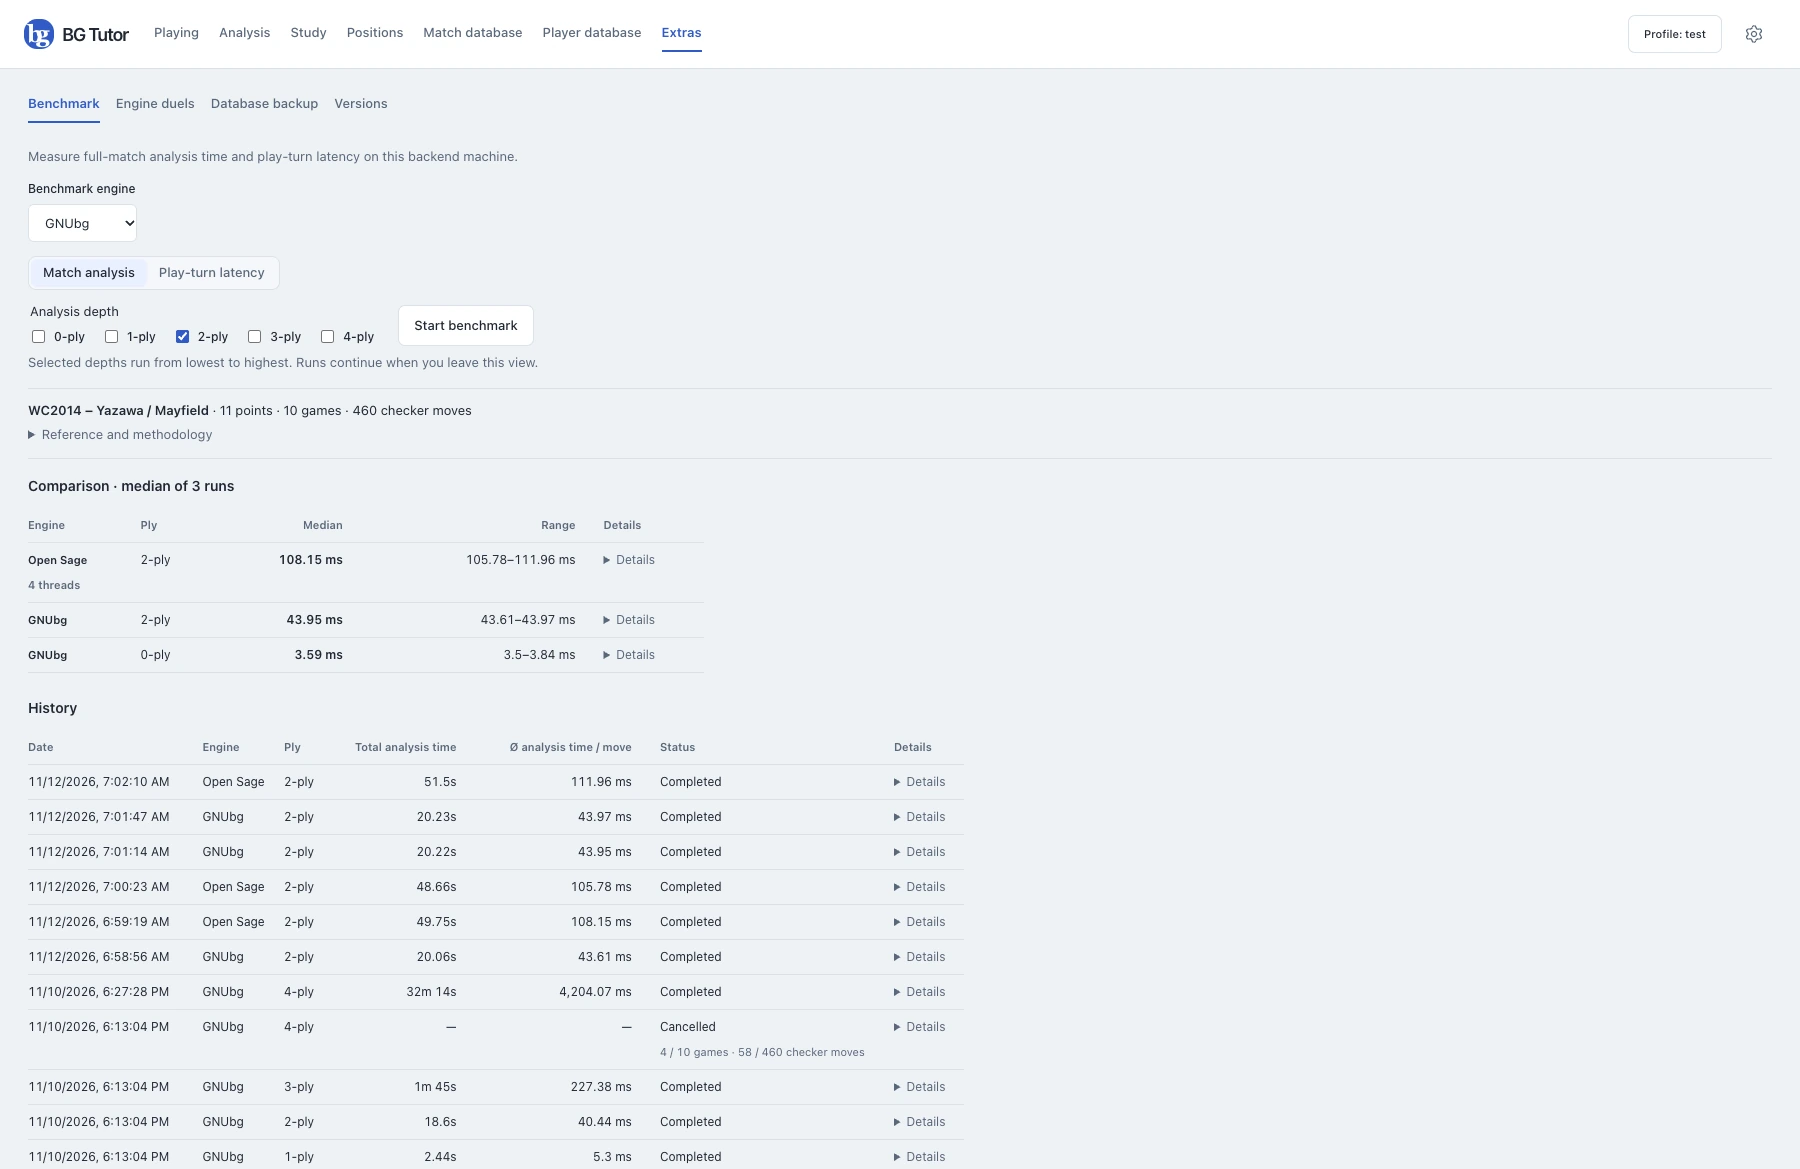 bg BG Tutor Playing Analysis Study Positions Match database Player database Extras Profile: test
Benchmark Engine duels Database backup Versions
Measure full-match analysis time and play-turn latency on this backend machine.
Benchmark engine
GNUbg
Match analysis Play-turn latency
Analysis depth
0-ply 1-ply 2-ply 3-ply 4-ply Start benchmark
Selected depths run from lowest to highest. Runs continue when you leave this view.
WC2014 – Yazawa / Mayfield · 11 points · 10 games · 460 checker moves
Reference and methodology
Comparison · median of 3 runs
Engine Ply Median Range Details
Open Sage 2-ply 108.15 ms 105.78–111.96 ms Details
4 threads
GNUbg 2-ply 43.95 ms 43.61–43.97 ms Details
GNUbg 0-ply 3.59 ms 3.5–3.84 ms Details
History
Date Engine Ply Total analysis time Ø analysis time / move Status Details
11/12/2026, 7:02:10 AM Open Sage 2-ply 51.5s 111.96 ms Completed Details
11/12/2026, 7:01:47 AM GNUbg 2-ply 20.23s 43.97 ms Completed Details
11/12/2026, 7:01:14 AM GNUbg 2-ply 20.22s 43.95 ms Completed Details
11/12/2026, 7:00:23 AM Open Sage 2-ply 48.66s 105.78 ms Completed Details
11/12/2026, 6:59:19 AM Open Sage 2-ply 49.75s 108.15 ms Completed Details
11/12/2026, 6:58:56 AM GNUbg 2-ply 20.06s 43.61 ms Completed Details
11/10/2026, 6:27:28 PM GNUbg 4-ply 32m 14s 4,204.07 ms Completed Details
11/10/2026, 6:13:04 PM GNUbg 4-ply — — Cancelled Details
4 / 10 games · 58 / 460 checker moves
11/10/2026, 6:13:04 PM GNUbg 3-ply 1m 45s 227.38 ms Completed Details
11/10/2026, 6:13:04 PM GNUbg 2-ply 18.6s 40.44 ms Completed Details
11/10/2026, 6:13:04 PM GNUbg 1-ply 2.44s 5.3 ms Completed Details